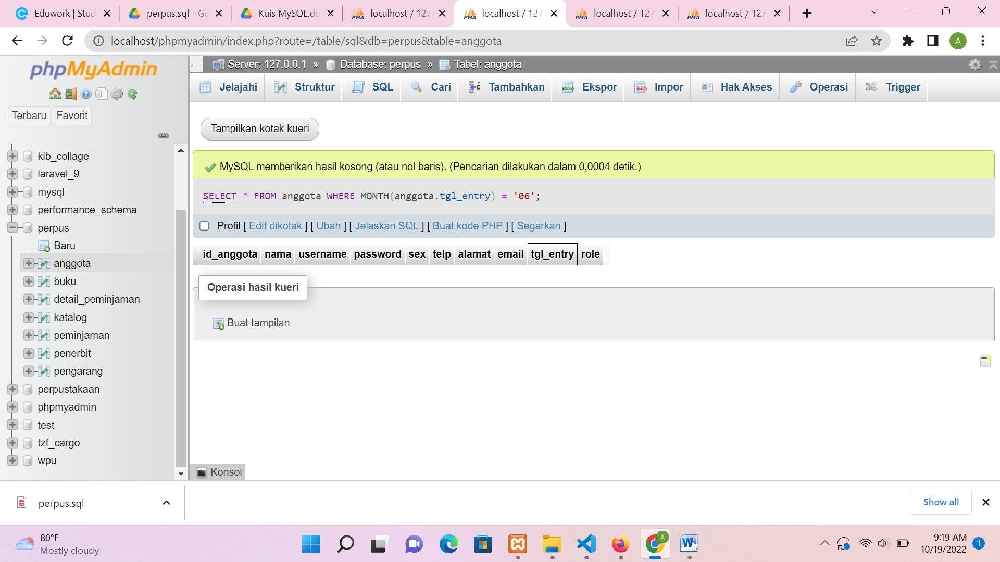 Eduwork | Stud
perpus.sql - Go
Kuis MySQL.do
localhost / 127
localhost / 127
localhost / 127
localhost / 127
localhost/phpmyadmin/index.php?route=/table/sql&db=perpus&table=anggota
A
phpMyAdmin
Terbaru
Favorit
kib_collage
laravel_9
mysql
performance_schema
perpus
Baru
anggota
buku
detail_peminjaman
katalog
peminjaman
penerbit
pengarang
perpustakaan
phpmyadmin
test
tzf_cargo
wpu
Server: 127.0.0.1 » Database: perpus » Tabel: anggota
Jelajahi
Struktur
SQL
Cari
Tambahkan
Ekspor
Impor
Hak Akses
Operasi
Trigger
Tampilkan kotak kueri
MySQL memberikan hasil kosong (atau nol baris). (Pencarian dilakukan dalam 0,0004 detik.)
SELECT * FROM anggota WHERE MONTH(anggota.tgl_entry) = '06';
Profil [ Edit dikotak ] [ Ubah ] [ Jelaskan SQL ] [ Buat kode PHP ] [ Segarkan ]
id_anggota nama username password sex telp alamat email tgl_entry role
Operasi hasil kueri
Buat tampilan
Konsol
perpus.sql
Show all
80°F
Mostly cloudy
A
9:19 AM
10/19/2022
1